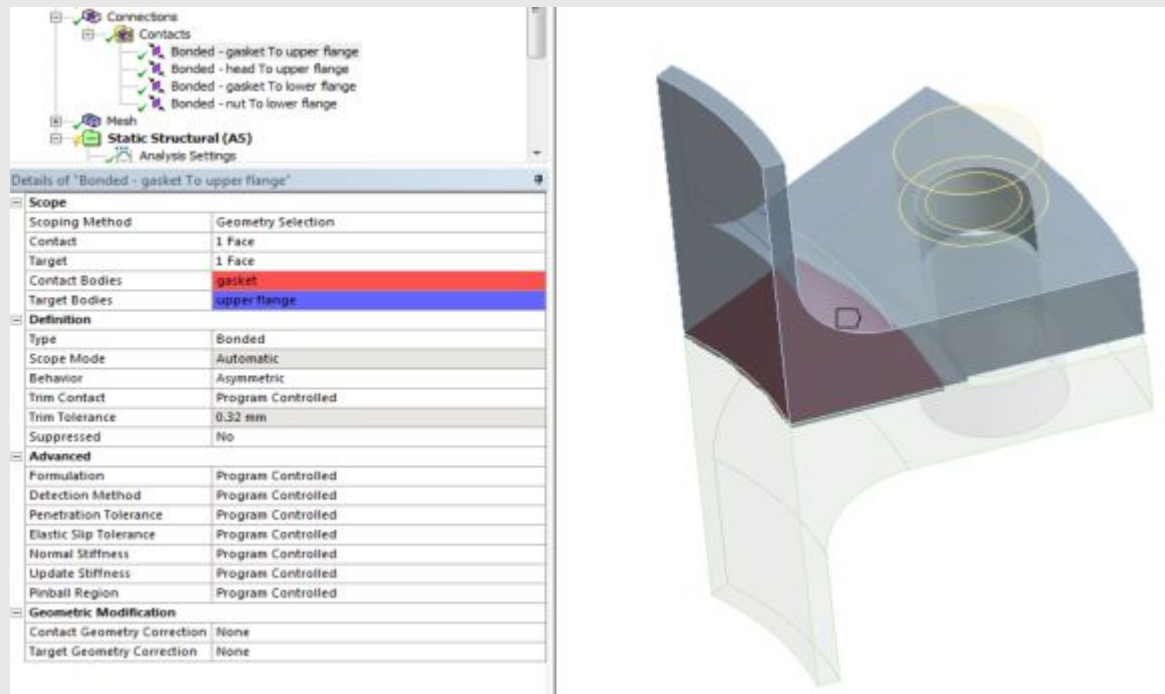 Connections
Contacts
Bonded - gasket To upper flange
Bonded - head To upper flange
Bonded - gasket To lower flange
Bonded - nut To lower flange
Mesh
Static Structural (A5)
Analysis Settings
Details of "Bonded - gasket To upper flange"
Scope
Scoping Method Geometry Selection
Contact 1 Face
Target 1 Face
Contact Bodies gasket
Target Bodies upper flange
Definition
Type Bonded
Scope Mode Automatic
Behavior Asymmetric
Trim Contact Program Controlled
Trim Tolerance 0.32 mm
Suppressed No
Advanced
Formulation Program Controlled
Detection Method Program Controlled
Penetration Tolerance Program Controlled
Elastic Slip Tolerance Program Controlled
Normal Stiffness Program Controlled
Update Stiffness Program Controlled
Pinball Region Program Controlled
Geometric Modification
Contact Geometry Correction None
Target Geometry Correction None